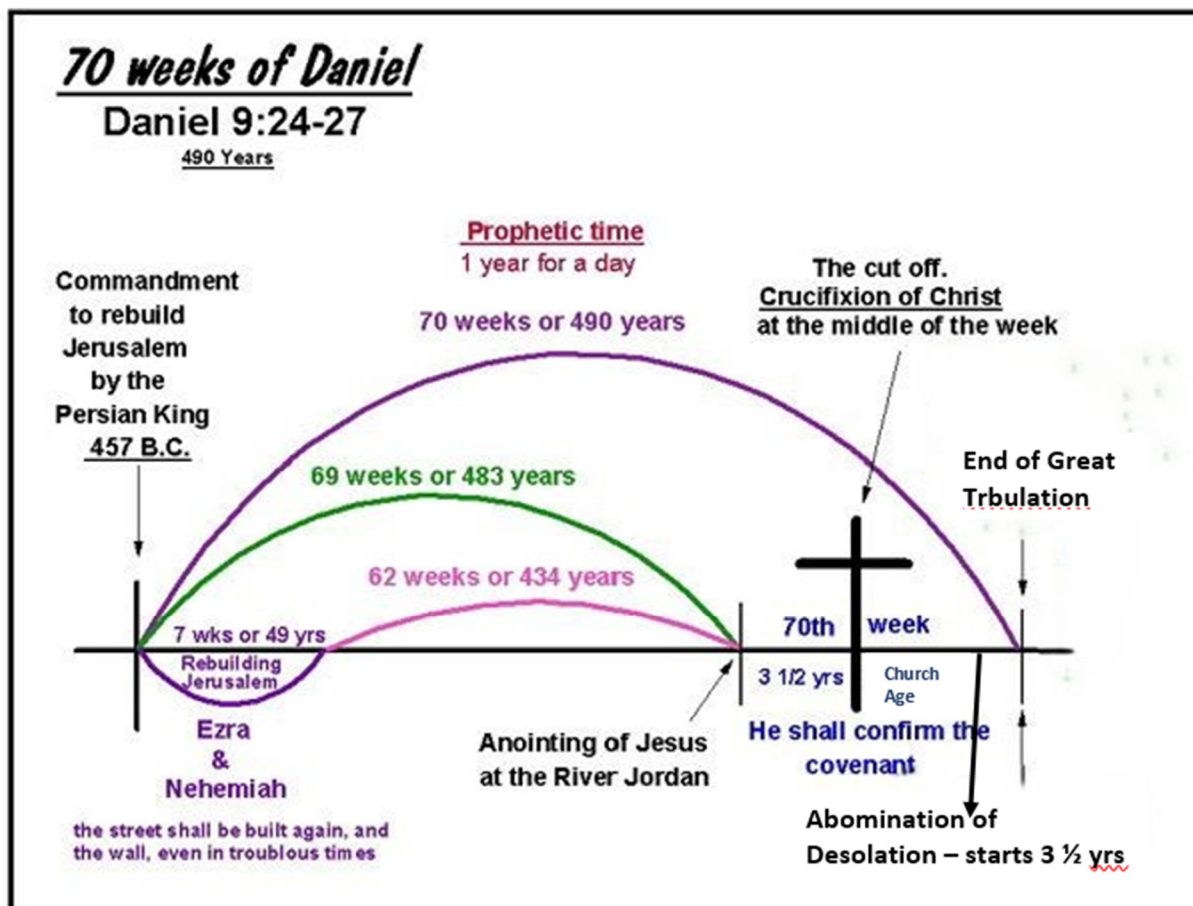 70 weeks of Daniel
Daniel 9:24-27
490 Years
Prophetic time
1 year for a day
70 weeks or 490 years
Commandment
to rebuild
Jerusalem
by the
Persian King
457 B.C.
The cut off.
Crucifixion of Christ
at the middle of the week
End of Great
Trbulation
69 weeks or 483 years
62 weeks or 434 years
7 wks or 49 yrs
Rebuilding
Jerusalem
Ezra
&
Nehemiah
the street shall be built again, and
the wall, even in troublous times
Anointing of Jesus
at the River Jordan
70th week
3 1/2 yrs
Church
Age
He shall confirm the
covenant
Abomination of
Desolation – starts 3 ½ yrs